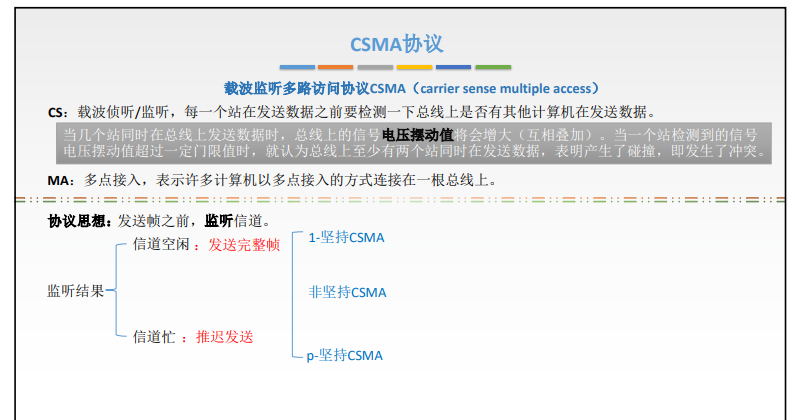 CSMA协议
载波监听多路访问协议CSMA（carrier sense multiple access）
CS：载波侦听/监听，每一个站在发送数据之前要检测一下总线上是否有其他计算机在发送数据。
当几个站同时在总线上发送数据时，总线上的信号电压摆动值将会增大（互相叠加）。当一个站检测到的信号
电压摆动值超过一定门限值时，就认为总线上至少有两个站同时在发送数据，表明产生了碰撞，即发生了冲突。
MA：多点接入，表示许多计算机以多点接入的方式连接在一根总线上。
协议思想：发送帧之前，监听信道。
监听结果
信道空闲：发送完整帧
信道忙：推迟发送
1-坚持CSMA
非坚持CSMA
p-坚持CSMA